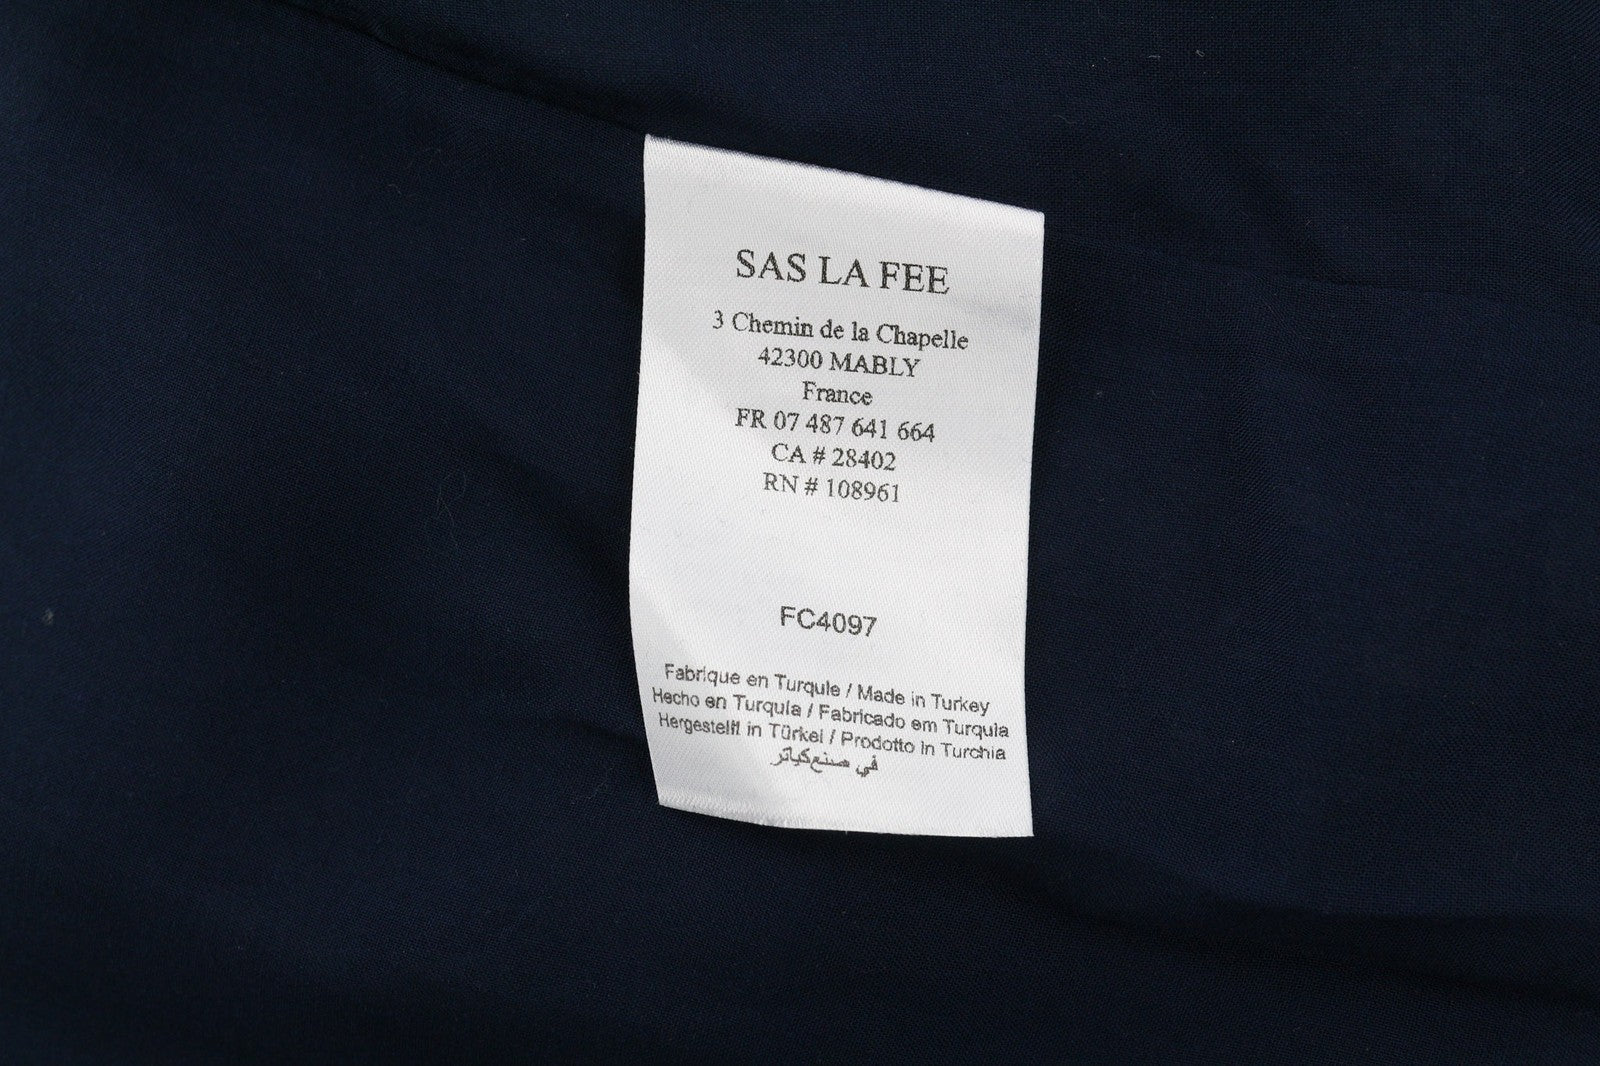 SAS LA FEE
3 Chemin de la Chapelle
42300 MABLY
France
FR 07 487 641 664
CA # 28402
RN # 108961
FC4097
Fabrique en Turquie / Made in Turkey
Hecho en Turquia / Fabricado em Turquia
Hergestellt in Türkei / Prodotto in Turchia
في صنع